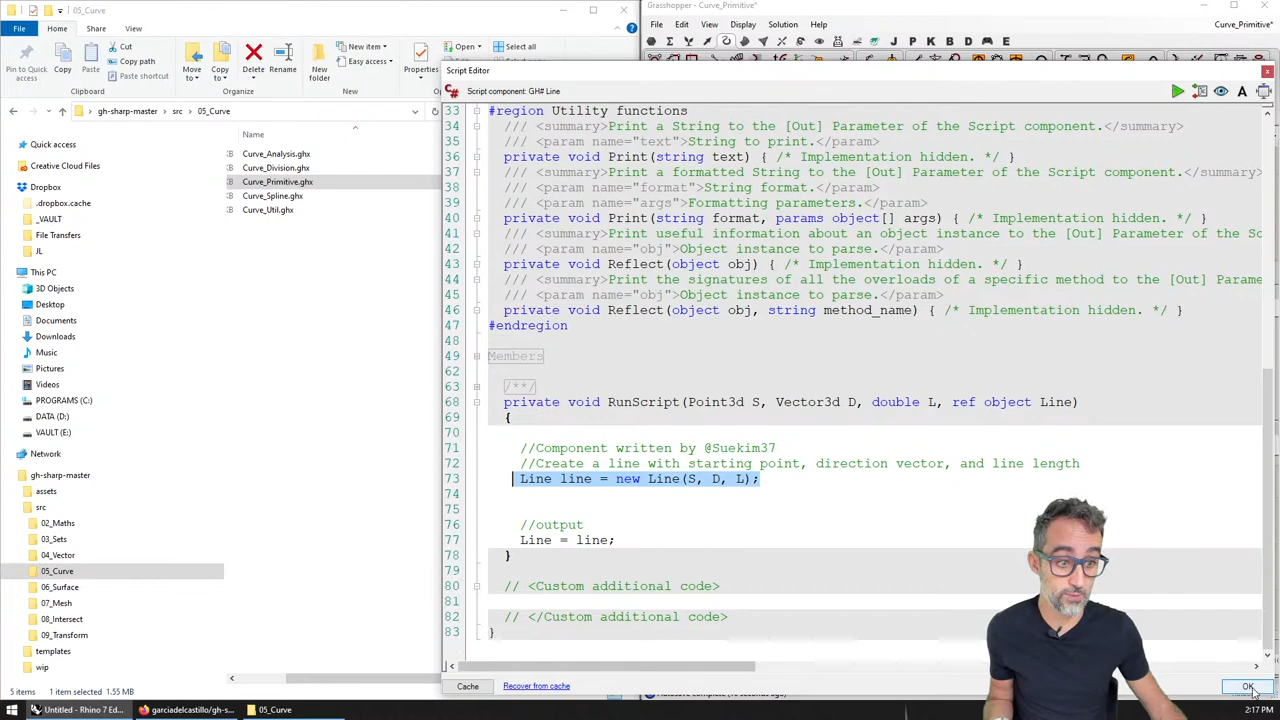 05_Curve
File
Home
Share
View
Pin to Quick access
Copy
Paste
Cut
Copy path
Paste shortcut
Move to
Copy to
Delete
Rename
New folder
New item
Easy access
Properties
Open
Edit
Select all
Clipboard
Organize
New
gh-sharp-master > src > 05_Curve
Name
Quick access
Creative Cloud Files
Dropbox
.dropbox.cache
_VAULT
File Transfers
JL
This PC
3D Objects
Desktop
Documents
Downloads
Music
Pictures
Videos
PROGRAMS (C:)
DATA (D:)
VAULT (E:)
Network
gh-sharp-master
assets
src
02_Maths
03_Sets
04_Vector
05_Curve
06_Surface
07_Mesh
08_Intersect
09_Transform
templates
wip
Curve_Analysis.ghx
Curve_Division.ghx
Curve_Primitive.ghx
Curve_Spline.ghx
Curve_Util.ghx
5 items
1 item selected 1.55 MB
Grasshopper - Curve_Primitive*
File Edit View Display Solution Help
Curve_Primitive*
Script Editor
Script component: GH# Line
33 #region Utility functions
34 /// <summary>Print a String to the [Out] Parameter of the Script component.</summary>
35 /// <param name="text">String to print.</param>
36 private void Print(string text) { /* Implementation hidden. */ }
37 /// <summary>Print a formatted String to the [Out] Parameter of the Script component.</summary>
38 /// <param name="format">String format.</param>
39 /// <param name="args">Formatting parameters.</param>
40 private void Print(string format, params object[] args) { /* Implementation hidden. */ }
41 /// <summary>Print useful information about an object instance to the [Out] Parameter of the Sc
42 /// <param name="obj">Object instance to parse.</param>
43 private void Reflect(object obj) { /* Implementation hidden. */ }
44 /// <summary>Print the signatures of all the overloads of a specific method to the [Out] Parame
45 /// <param name="obj">Object instance to parse.</param>
46 private void Reflect(object obj, string method_name) { /* Implementation hidden. */ }
47 #endregion
48
49 Members
62
63 /**/
68 private void RunScript(Point3d S, Vector3d D, double L, ref object Line)
69 {
70
71 //Component written by @Suekim37
72 //Create a line with starting point, direction vector, and line length
73 Line line = new Line(S, D, L);
74
75
76 //output
77 Line = line;
78 }
79
80 // <Custom additional code>
81
82 // </Custom additional code>
83 }
Cache
Recover from cache
OK
Untitled - Rhino 7 Ed...
garciadelcastillo/gh-s...
05_Curve
2:17 PM